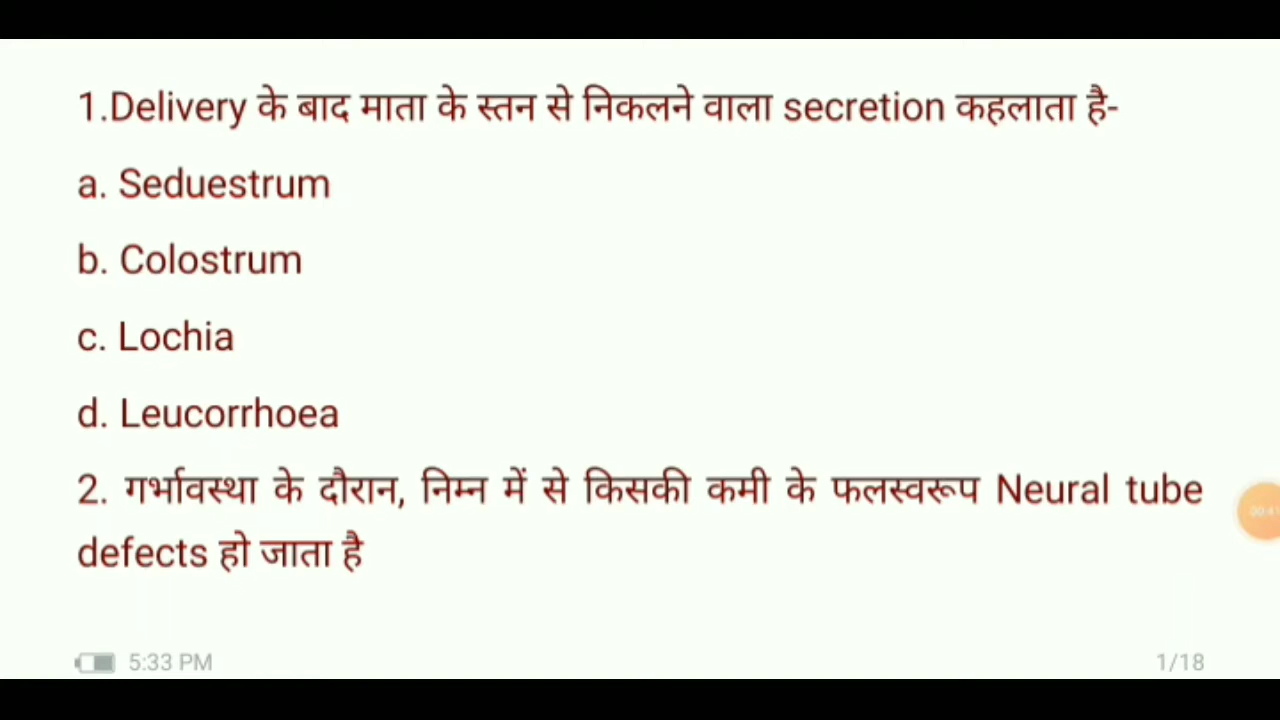 1.Delivery के बाद माता के स्तन से निकलने वाला secretion कहलाता है-
a. Seduestrum
b. Colostrum
c. Lochia
d. Leucorrhoea
2. गर्भावस्था के दौरान, निम्न में से किसकी कमी के फलस्वरूप Neural tube
defects हो जाता है
5:33 PM
1/18